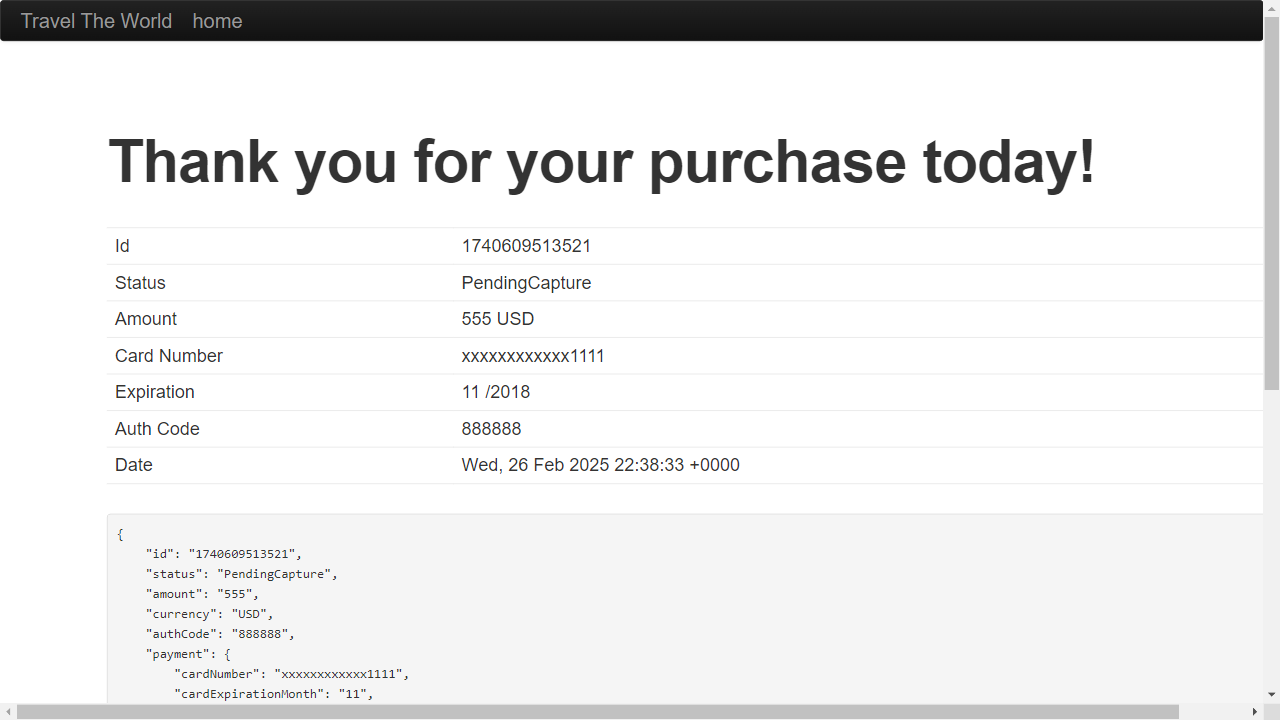 Travel The World home
Thank you for your purchase today!
Id 1740609513521
Status PendingCapture
Amount 555 USD
Card Number xxxxxxxxxxxx1111
Expiration 11 /2018
Auth Code 888888
Date Wed, 26 Feb 2025 22:38:33 +0000
{
    "id": "1740609513521",
    "status": "PendingCapture",
    "amount": "555",
    "currency": "USD",
    "authCode": "888888",
    "payment": {
        "cardNumber": "xxxxxxxxxxxx1111",
        "cardExpirationMonth": "11",